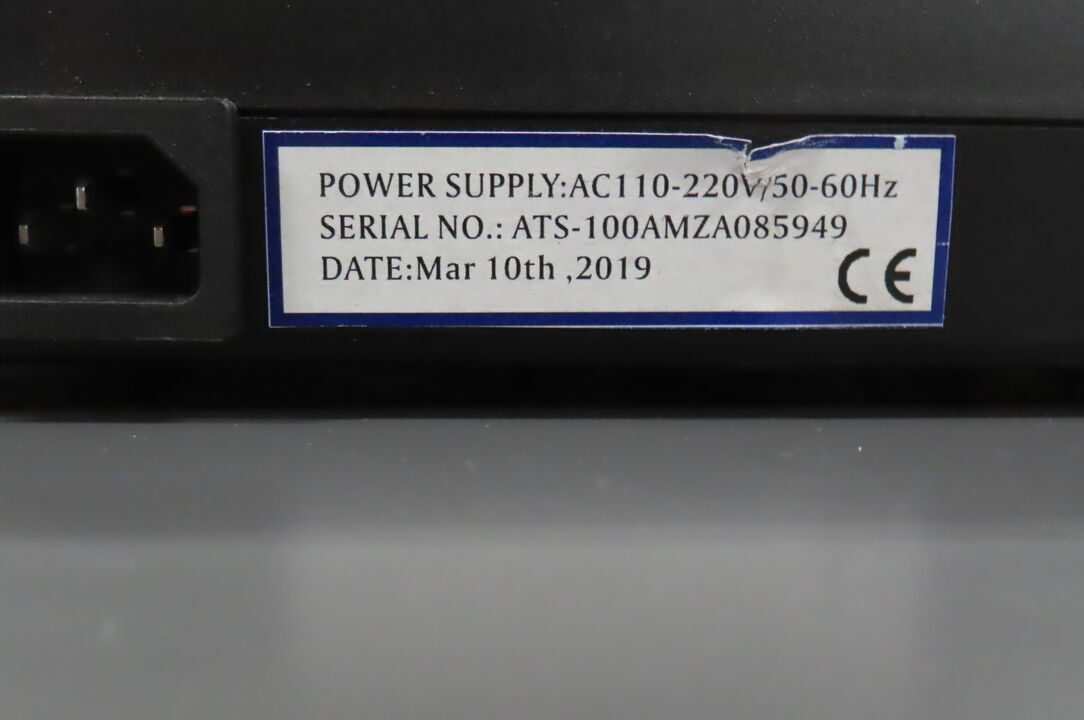 POWER SUPPLY:AC110-220V/50-60Hz
SERIAL NO.: ATS-100AMZA085949
DATE:Mar 10th ,2019
CE